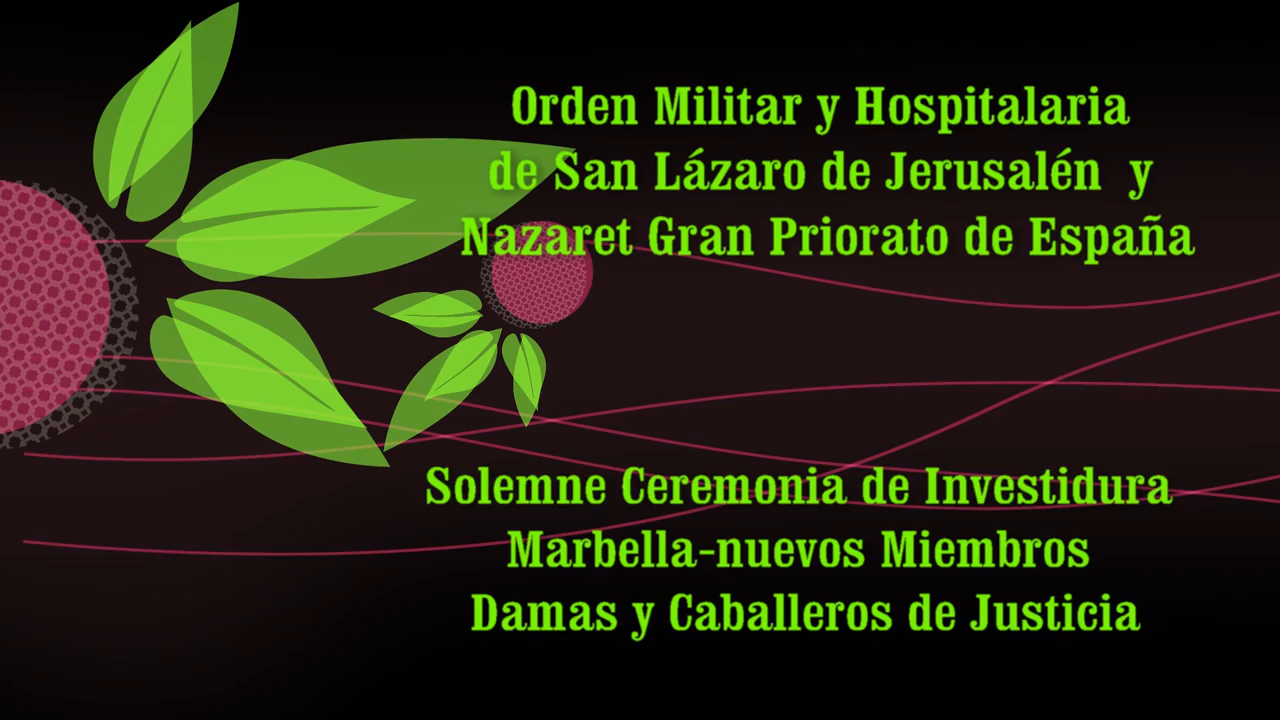 Orden Militar y Hospitalaria
de San Lázaro de Jerusalén y
Nazaret Gran Priorato de España
Solemne Ceremonia de Investidura
Marbella-nuevos Miembros
Damas y Caballeros de Justicia